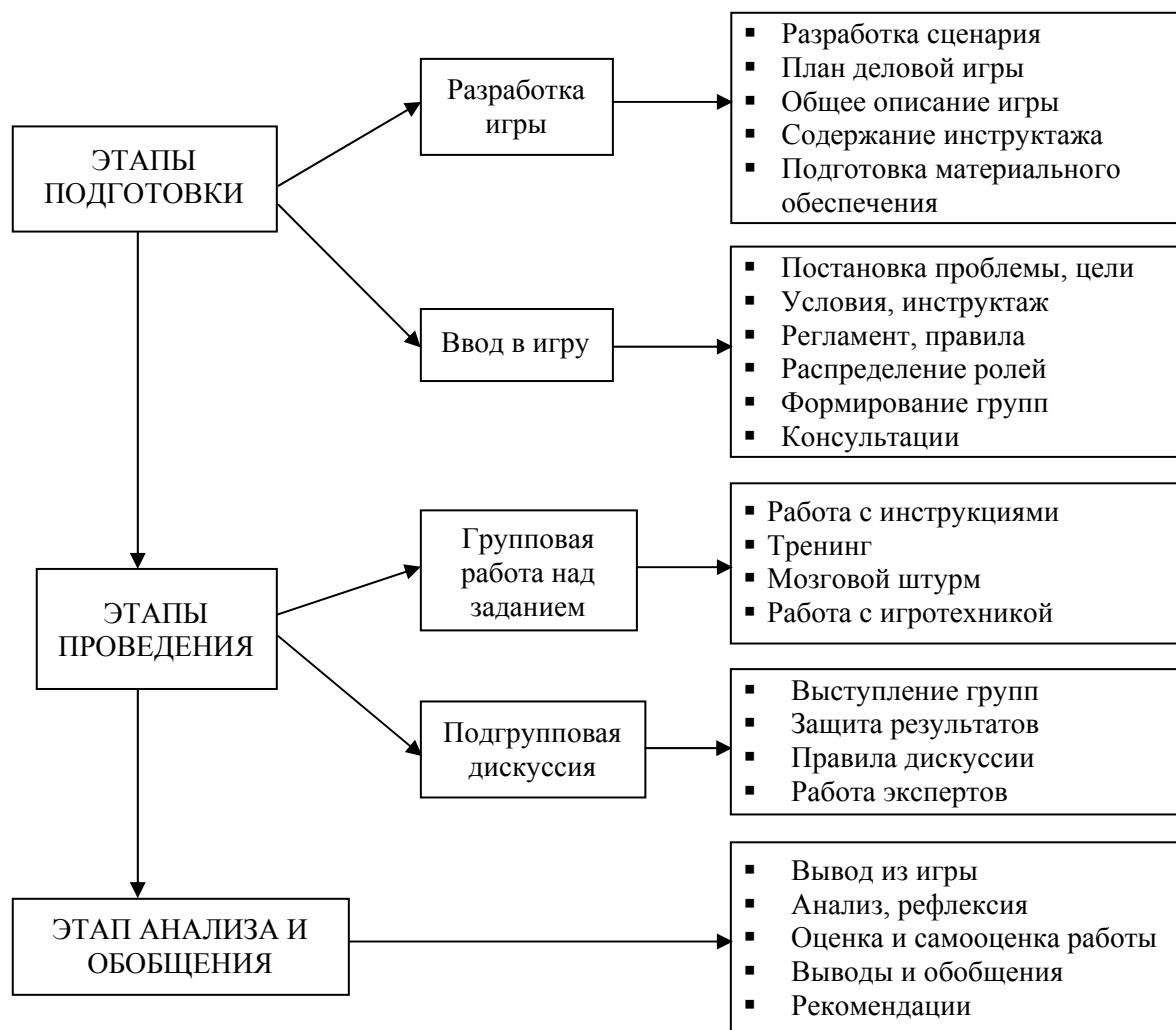 ЭТАПЫ
ПОДГОТОВКИ
Разработка
игры
▪ Разработка сценария
▪ План деловой игры
▪ Общее описание игры
▪ Содержание инструктажа
▪ Подготовка материального
обеспечения
Ввод в игру
▪ Постановка проблемы, цели
▪ Условия, инструктаж
▪ Регламент, правила
▪ Распределение ролей
▪ Формирование групп
▪ Консультации
ЭТАПЫ
ПРОВЕДЕНИЯ
Групповая
работа над
заданием
▪ Работа с инструкциями
▪ Тренинг
▪ Мозговой штурм
▪ Работа с игротехникой
Подгрупповая
дискуссия
▪ Выступление групп
▪ Защита результатов
▪ Правила дискуссии
▪ Работа экспертов
ЭТАП АНАЛИЗА И
ОБОБЩЕНИЯ
▪ Вывод из игры
▪ Анализ, рефлексия
▪ Оценка и самооценка работы
▪ Выводы и обобщения
▪ Рекомендации